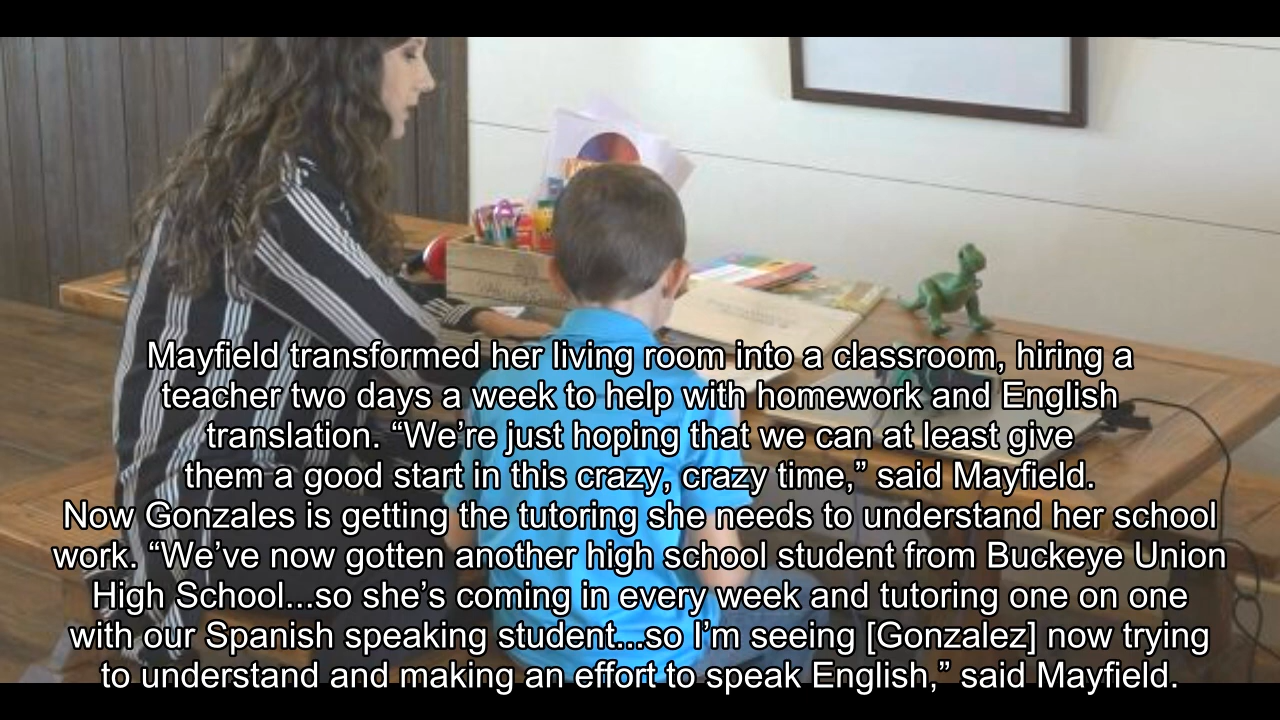 Mayfield transformed her living room into a classroom, hiring a
teacher two days a week to help with homework and English
translation. “We’re just hoping that we can at least give
them a good start in this crazy, crazy time,” said Mayfield.
Now Gonzales is getting the tutoring she needs to understand her school
work. “We’ve now gotten another high school student from Buckeye Union
High School...so she’s coming in every week and tutoring one on one
with our Spanish speaking student...so I’m seeing [Gonzalez] now trying
to understand and making an effort to speak English,” said Mayfield.